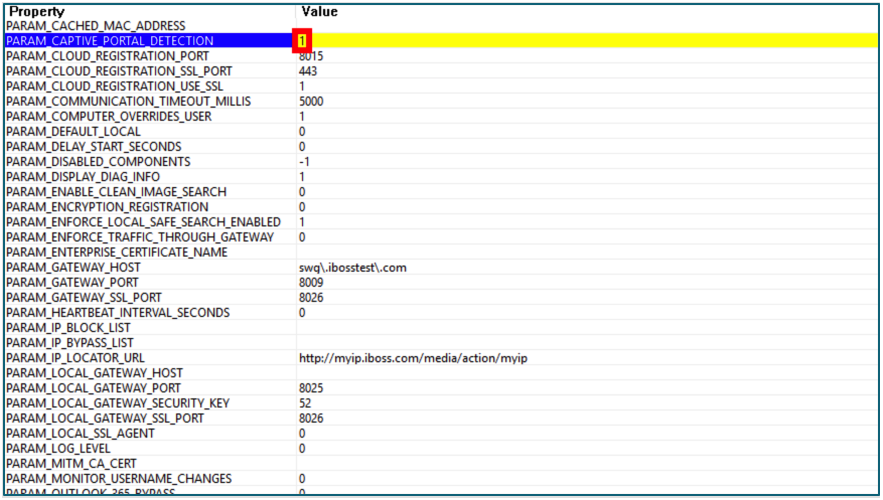 Property Value
PARAM_CACHED_MAC_ADDRESS
PARAM_CAPTIVE_PORTAL_DETECTION 1
PARAM_CLOUD_REGISTRATION_PORT 8015
PARAM_CLOUD_REGISTRATION_SSL_PORT 443
PARAM_CLOUD_REGISTRATION_USE_SSL 1
PARAM_COMMUNICATION_TIMEOUT_MILLIS 5000
PARAM_COMPUTER_OVERRIDES_USER 1
PARAM_DEFAULT_LOCAL 0
PARAM_DELAY_START_SECONDS 0
PARAM_DISABLED_COMPONENTS -1
PARAM_DISPLAY_DIAG_INFO 1
PARAM_ENABLE_CLEAN_IMAGE_SEARCH 0
PARAM_ENCRYPTION_REGISTRATION 0
PARAM_ENFORCE_LOCAL_SAFE_SEARCH_ENABLED 1
PARAM_ENFORCE_TRAFFIC_THROUGH_GATEWAY 0
PARAM_ENTERPRISE_CERTIFICATE_NAME
PARAM_GATEWAY_HOST swg\.ibosstest\.com
PARAM_GATEWAY_PORT 8009
PARAM_GATEWAY_SSL_PORT 8026
PARAM_HEARTBEAT_INTERVAL_SECONDS 0
PARAM_IP_BLOCK_LIST
PARAM_IP_BYPASS_LIST
PARAM_IP_LOCATOR_URL http://myip.iboss.com/media/action/myip
PARAM_LOCAL_GATEWAY_HOST
PARAM_LOCAL_GATEWAY_PORT 8025
PARAM_LOCAL_GATEWAY_SECURITY_KEY 52
PARAM_LOCAL_GATEWAY_SSL_PORT 8026
PARAM_LOCAL_SSL_AGENT 0
PARAM_LOG_LEVEL 0
PARAM_MITM_CA_CERT
PARAM_MONITOR_USERNAME_CHANGES 0
PARAM_OUTLOOK_365_BYPASS 0